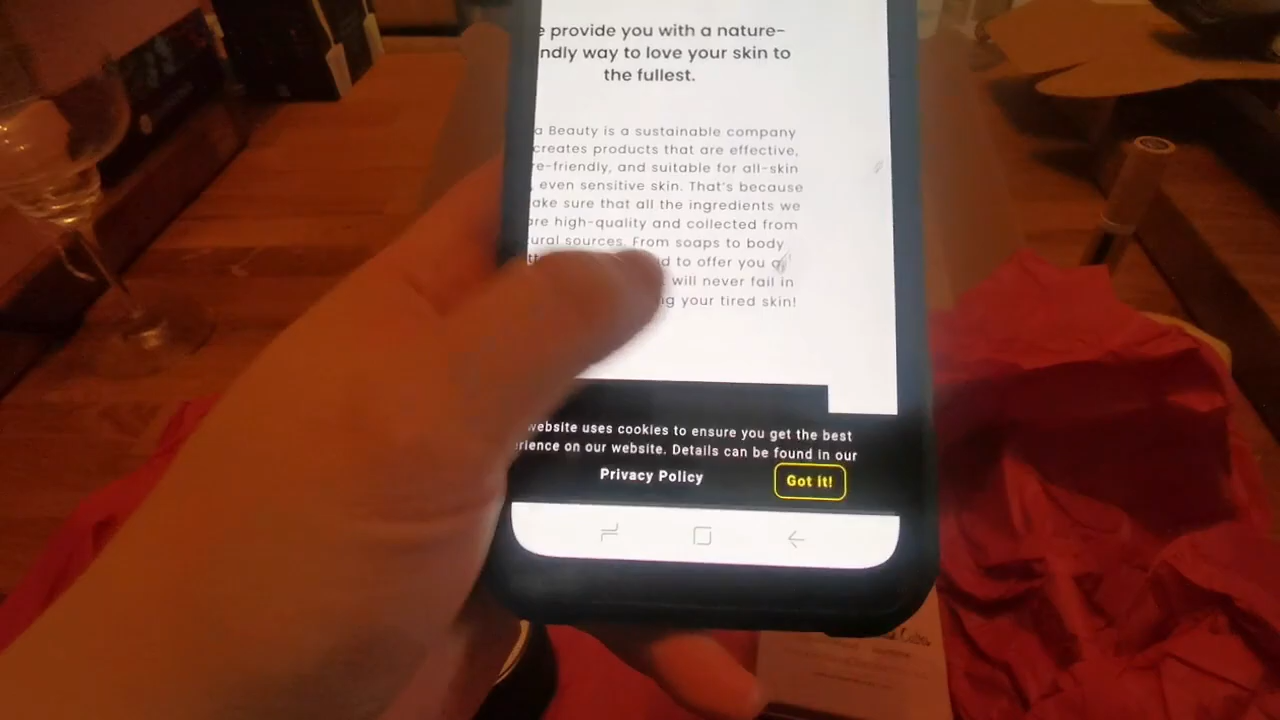 provide you with a nature-
ndly way to love your skin to
the fullest.
a Beauty is a sustainable company
creates products that are effective,
re-friendly, and suitable for all-skin
, even sensitive skin. That's because
ake sure that all the ingredients we
are high-quality and collected from
ural sources. From soaps to body
d to offer you a
will never fail in
ng your tired skin!
website uses cookies to ensure you get the best
rience on our website. Details can be found in our
Privacy Policy
Got it!